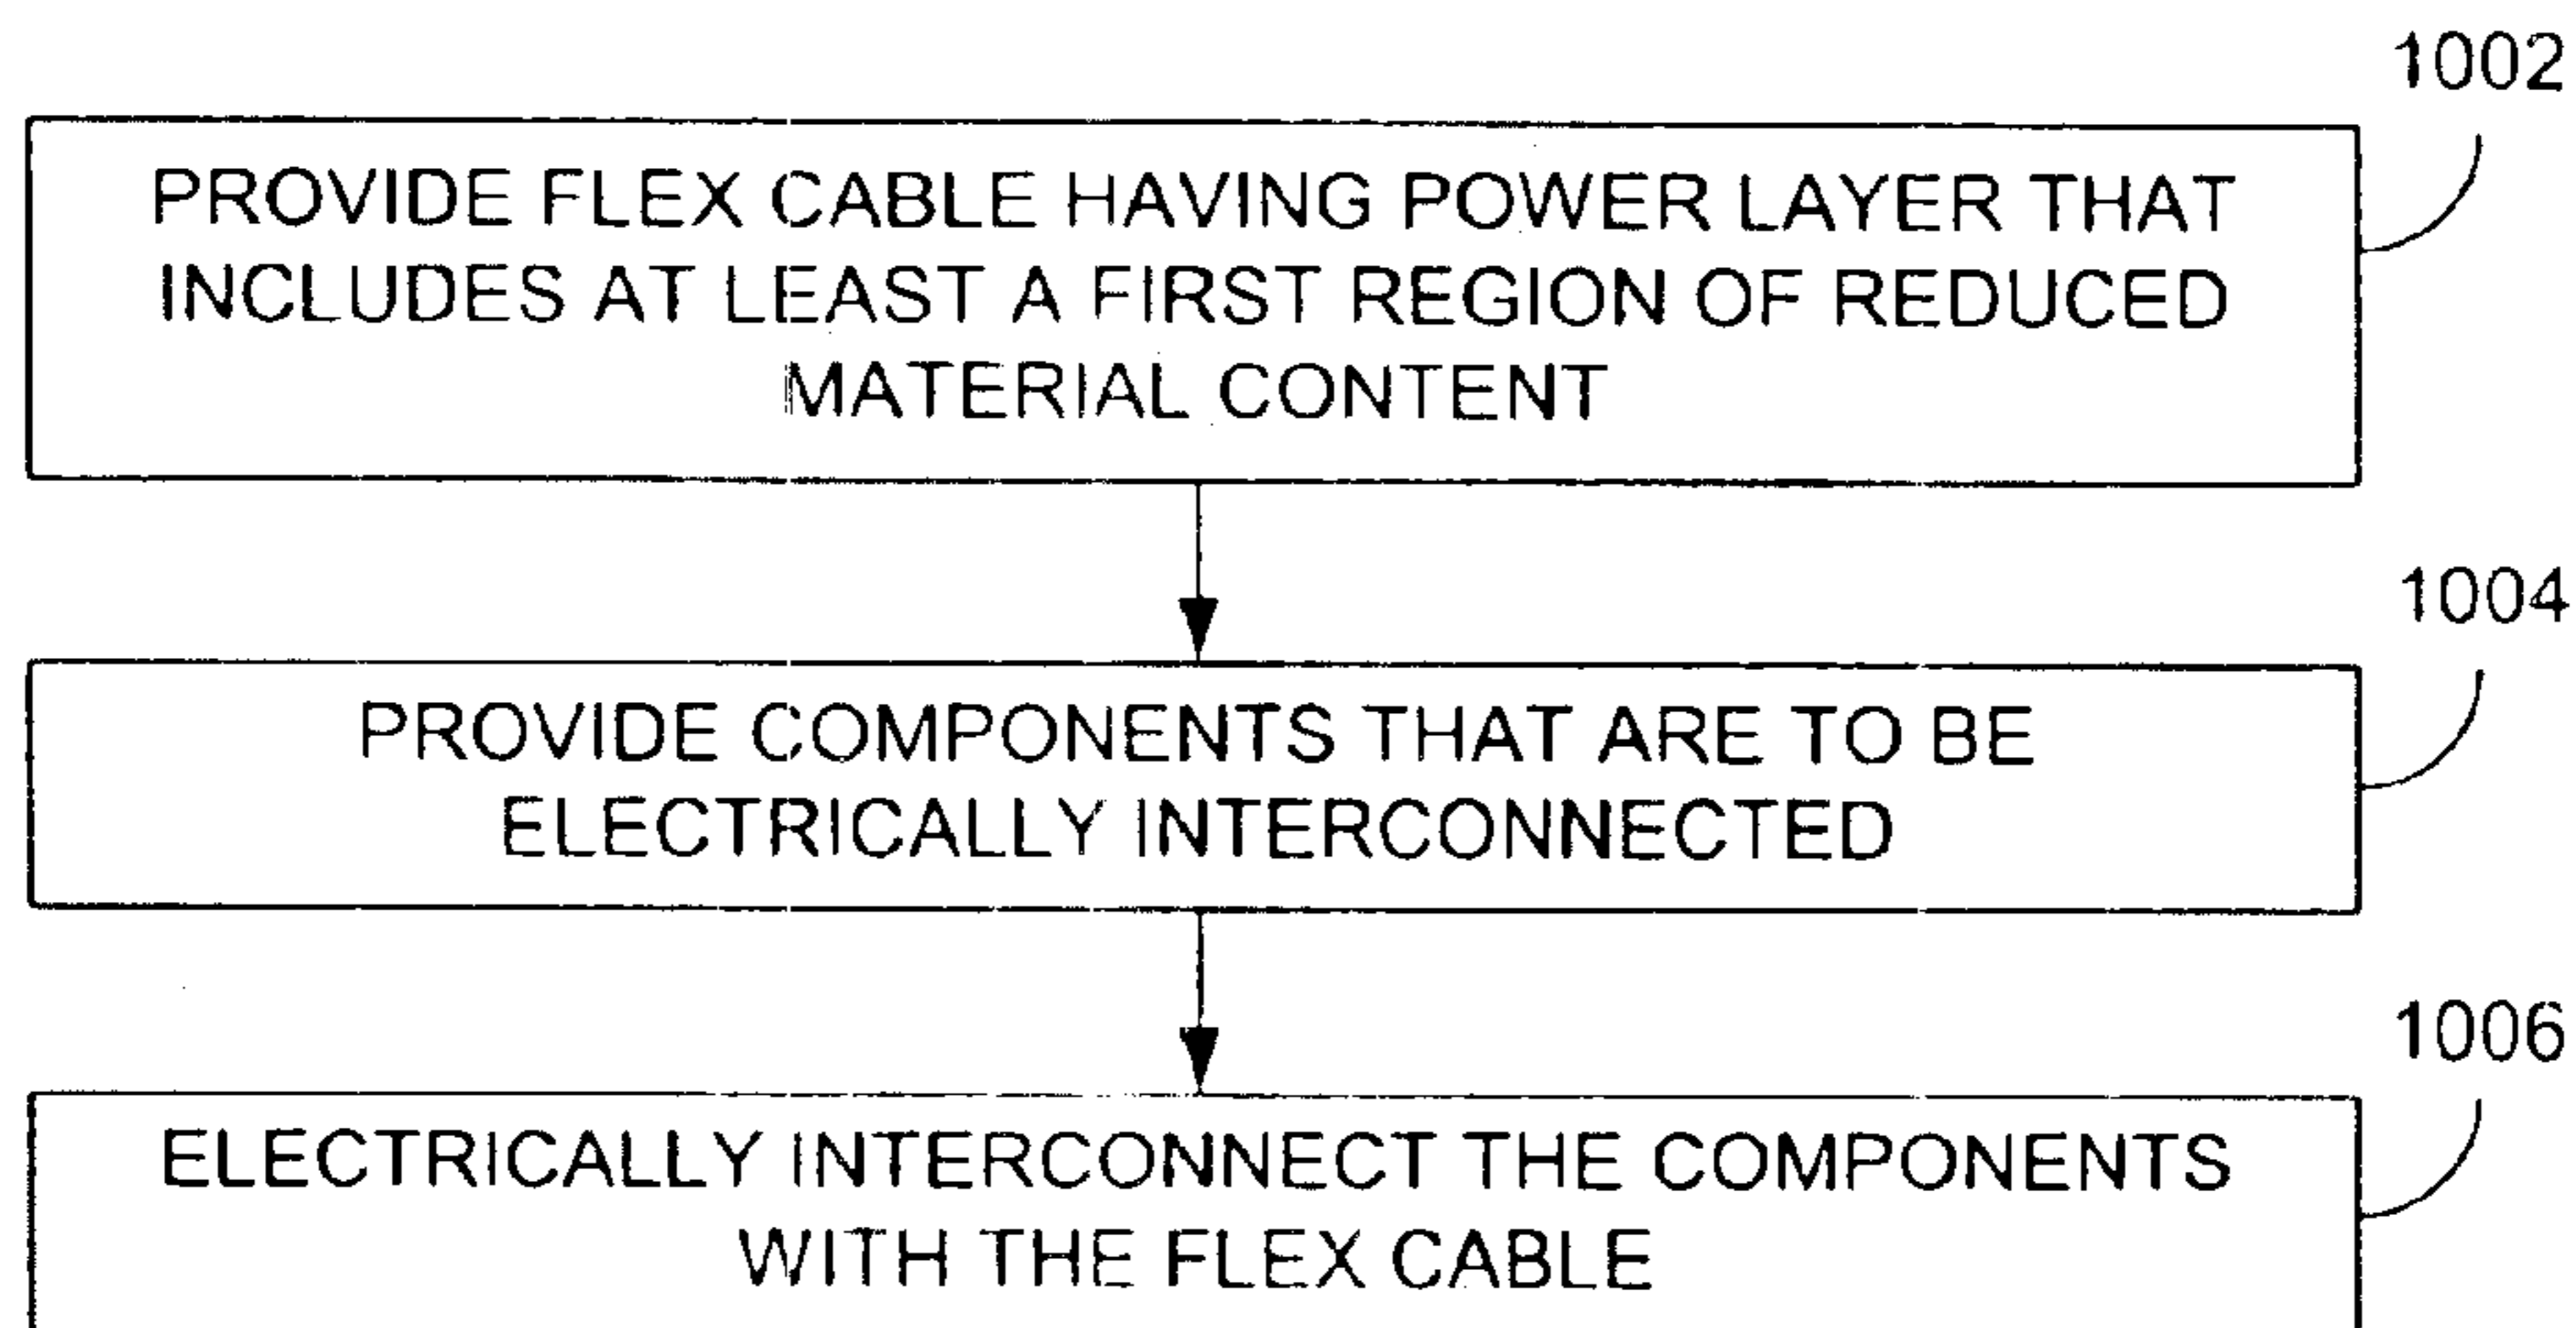 1002
PROVIDE FLEX CABLE HAVING POWER LAYER THAT
INCLUDES AT LEAST A FIRST REGION OF REDUCED
MATERIAL CONTENT
1004
PROVIDE COMPONENTS THAT ARE TO BE
ELECTRICALLY INTERCONNECTED
1006
ELECTRICALLY INTERCONNECT THE COMPONENTS
WITH THE FLEX CABLE